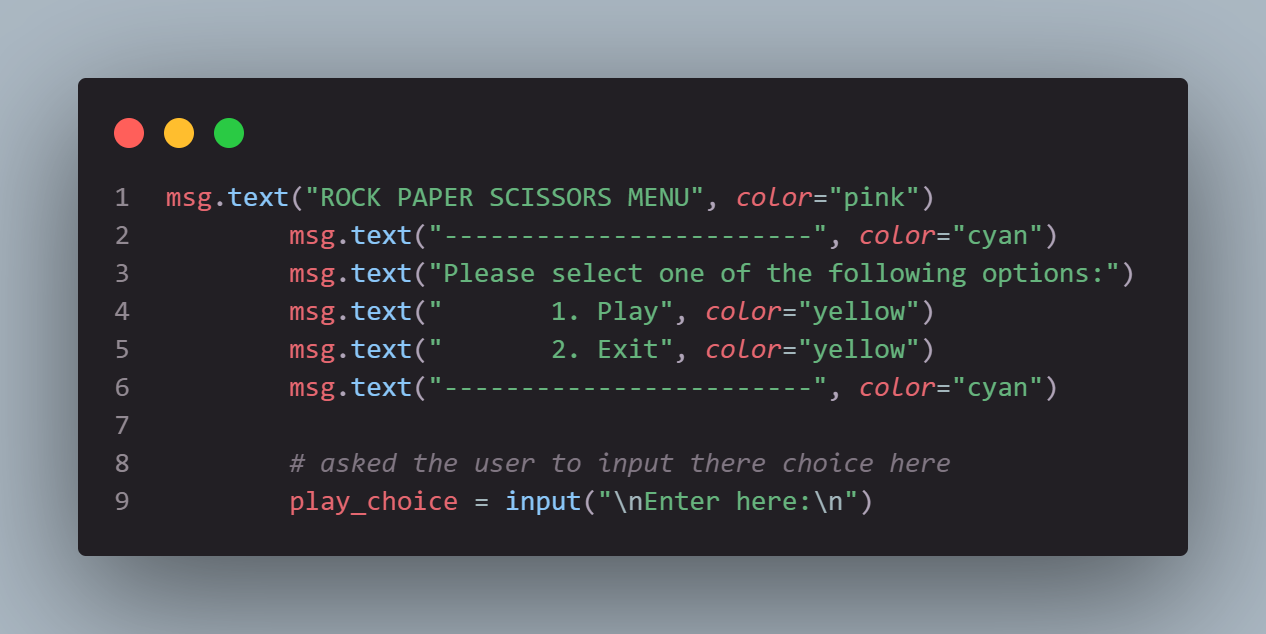 1 msg.text("ROCK PAPER SCISSORS MENU", color="pink")
2         msg.text("------------------------", color="cyan")
3         msg.text("Please select one of the following options:")
4         msg.text("       1. Play", color="yellow")
5         msg.text("       2. Exit", color="yellow")
6         msg.text("------------------------", color="cyan")
7
8         # asked the user to input there choice here
9         play_choice = input("\nEnter here:\n")